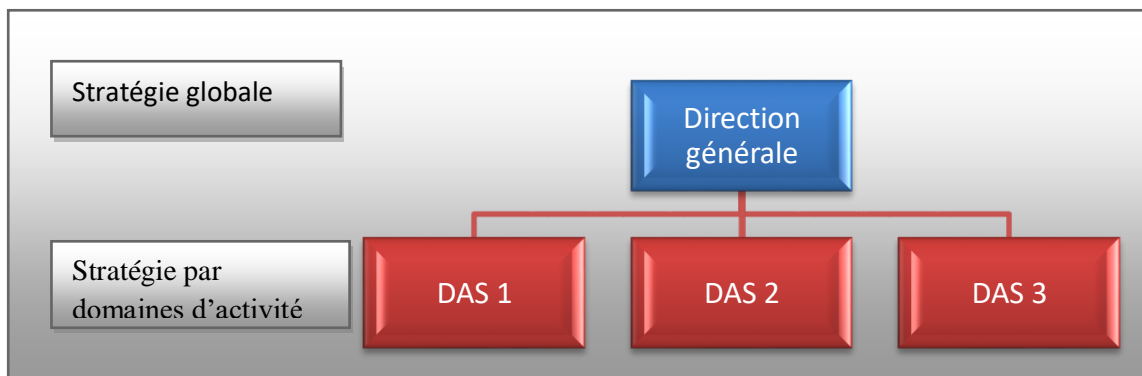 Stratégie globale
Direction
générale
Stratégie par
domaines d’activité
DAS 1
DAS 2
DAS 3